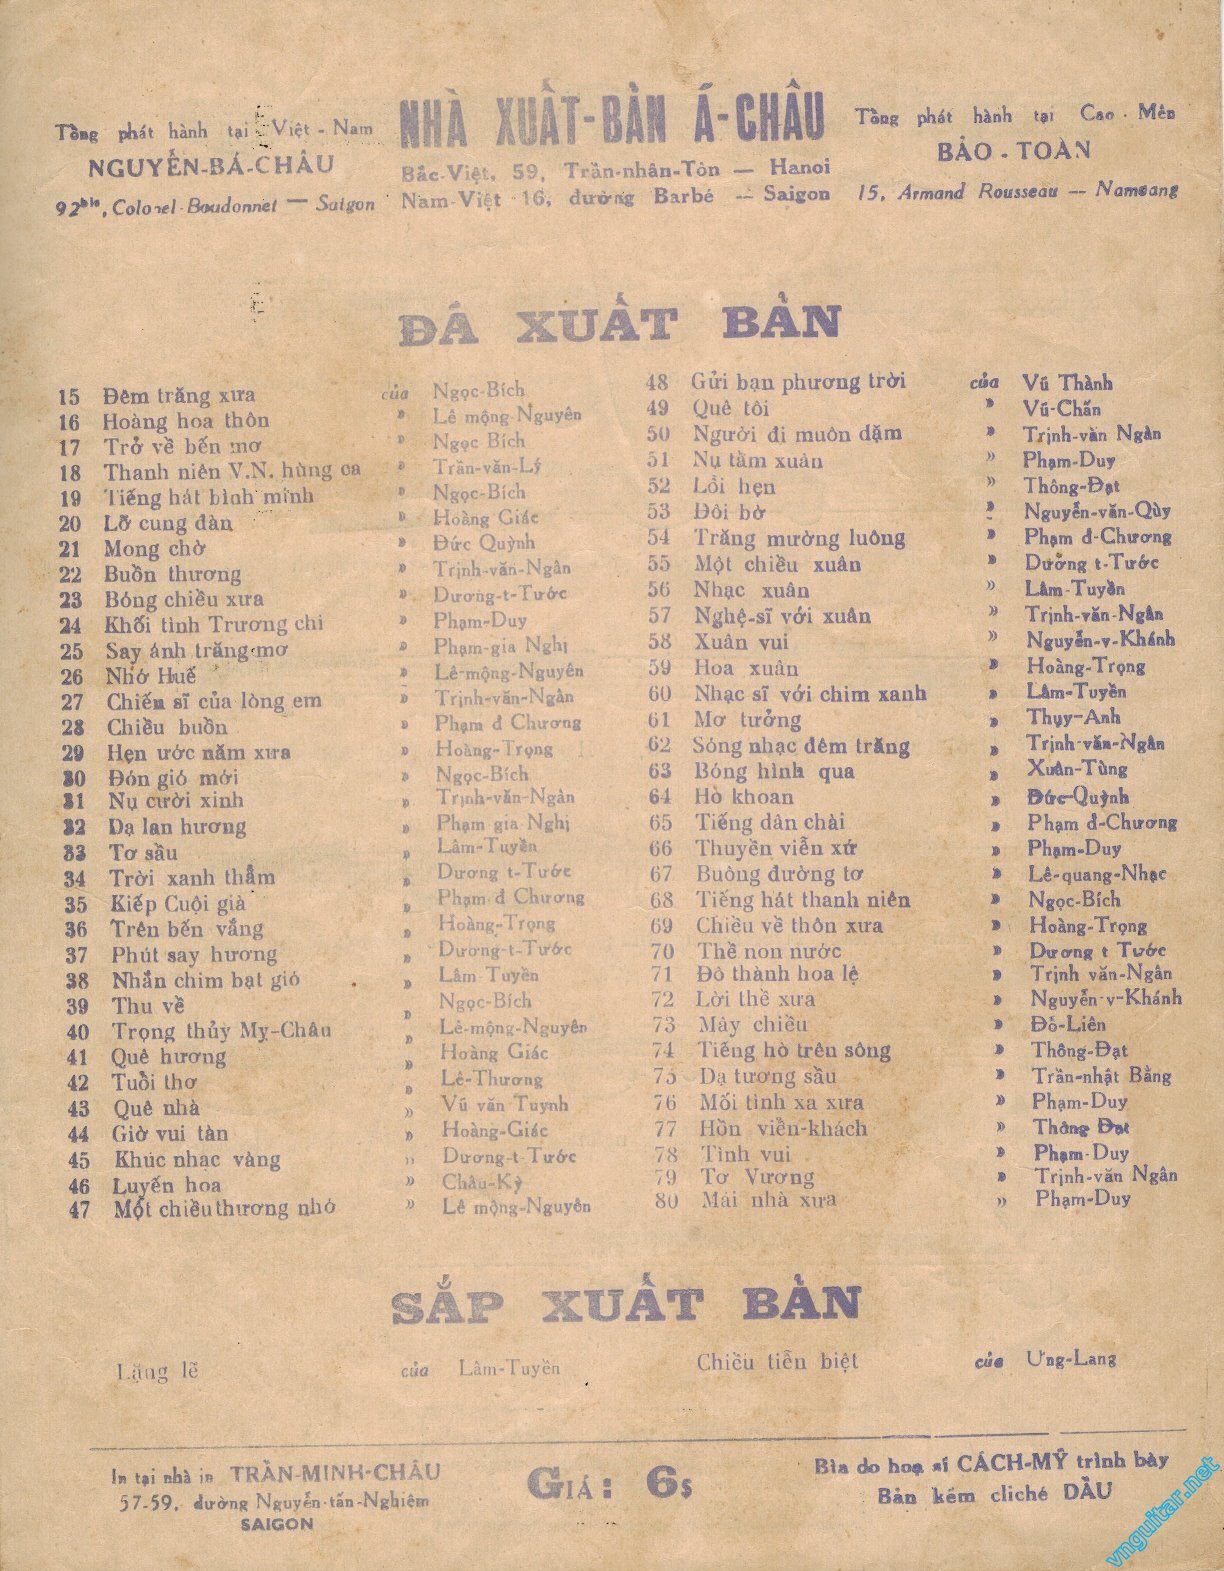 Tổng phát hành tại Việt-Nam
NGUYỄN-BÁ-CHÂU
92bis, Colonel Boudonnet — Saigon
NHÀ XUẤT-BẢN Á-CHÂU
Bắc-Việt, 59, Trần-nhân-Tôn — Hanoi
Nam-Việt 16, đường Barbé — Saigon
Tổng phát hành tại Cao-Mên
BẢO-TOÀN
15, Armand Rousseau — Namvang
ĐÃ XUẤT BẢN
15 Đêm trăng xưa của Ngọc-Bích
16 Hoàng hoa thôn » Lê mộng-Nguyên
17 Trở về bến mơ » Ngọc Bích
18 Thanh niên V.N. hùng ca » Trần-văn-Lý
19 Tiếng hát bình minh » Ngọc-Bích
20 Lỡ cung đàn » Hoàng Giác
21 Mong chờ » Đức Quỳnh
22 Buồn thương » Trịnh-văn-Ngân
23 Bóng chiều xưa » Dương-t-Tước
24 Khối tình Trương chi » Phạm-Duy
25 Say ánh trăng mơ » Phạm-gia Nghị
26 Nhớ Huế » Lê-mộng-Nguyên
27 Chiến sĩ của lòng em » Trịnh-văn-Ngân
28 Chiều buồn » Phạm đ Chương
29 Hẹn ước năm xưa » Hoàng-Trọng
30 Đón gió mới » Ngọc-Bích
31 Nụ cười xinh » Trịnh-văn-Ngân
32 Dạ lan hương » Phạm gia Nghị
33 Tơ sầu » Lâm-Tuyền
34 Trời xanh thẳm » Dương t-Tước
35 Kiếp Cuội già » Phạm đ Chương
36 Trên bến vắng » Hoàng-Trọng
37 Phút say hương » Dương-t-Tước
38 Nhắn chim bạt gió » Lâm Tuyền
39 Thu về » Ngọc-Bích
40 Trọng thủy Mỵ-Châu » Lê-mộng-Nguyên
41 Quê hương » Hoàng Giác
42 Tuổi thơ » Lê-Thương
43 Quê nhà » Vũ văn Tuynh
44 Giờ vui tàn » Hoàng-Giác
45 Khúc nhạc vàng » Dương-t-Tước
46 Luyến hoa » Châu-Kỳ
47 Một chiều thương nhớ » Lê mộng-Nguyên
48 Gửi bạn phương trời của Vũ Thành
49 Quê tôi » Vũ-Chấn
50 Người đi muôn dặm » Trịnh-văn Ngân
51 Nụ tầm xuân » Phạm-Duy
52 Lỗi hẹn » Thông-Đạt
53 Đôi bờ » Nguyễn-văn-Qùy
54 Trăng mường luông » Phạm đ-Chương
55 Một chiều xuân » Dương t-Tước
56 Nhạc xuân » Lâm-Tuyền
57 Nghệ-sĩ với xuân » Trịnh-văn-Ngân
58 Xuân vui » Nguyễn-v-Khánh
59 Hoa xuân » Hoàng-Trọng
60 Nhạc sĩ với chim xanh » Lâm-Tuyền
61 Mơ tưởng » Thụy-Anh
62 Sóng nhạc đêm trăng » Trịnh-văn-Ngân
63 Bóng hình qua » Xuân-Tùng
64 Hò khoan » Đức-Quỳnh
65 Tiếng dân chài » Phạm đ-Chương
66 Thuyền viễn xứ » Phạm-Duy
67 Buông đường tơ » Lê-quang-Nhạc
68 Tiếng hát thanh niên » Ngọc-Bích
69 Chiều về thôn xưa » Hoàng-Trọng
70 Thề non nước » Dương t Tước
71 Đô thành hoa lệ » Trịnh văn-Ngân
72 Lời thề xưa » Nguyễn-v-Khánh
73 Mây chiều » Đỗ-Liên
74 Tiếng hò trên sông » Thông-Đạt
75 Dạ tương sầu » Trần-nhật Bằng
76 Mối tình xa xưa » Phạm-Duy
77 Hồn viễn-khách » Thông Đạt
78 Tình vui » Phạm-Duy
79 Tơ Vương » Trịnh-văn Ngân
80 Mái nhà xưa » Phạm-Duy
SẮP XUẤT BẢN
Lặng lẽ của Lâm-Tuyền
Chiều tiễn biệt của Ưng-Lang
In tại nhà in TRẦN-MINH-CHÂU
57-59, đường Nguyễn-tấn-Nghiệm
SAIGON
GIÁ: 6$
Bìa do hoạ sĩ CÁCH-MỸ trình bày
Bản kẽm cliché DẦU
vnguitar.net